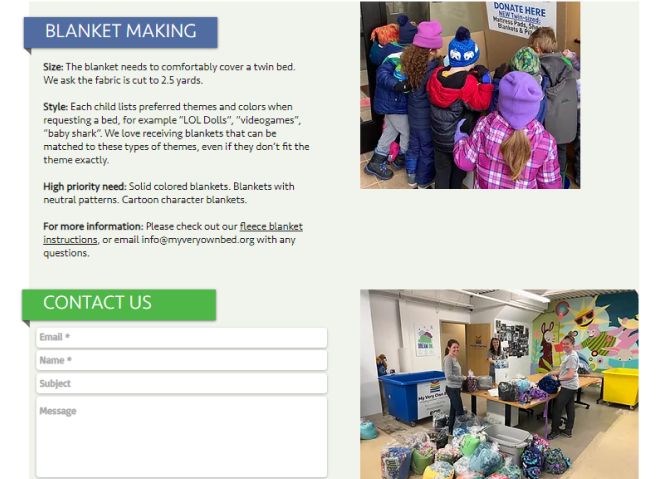 BLANKET MAKING
Size: The blanket needs to comfortably cover a twin bed.
We ask the fabric is cut to 2.5 yards.
Style: Each child lists preferred themes and colors when
requesting a bed, for example “LOL Dolls”, “videogames”,
“baby shark”. We love receiving blankets that can be
matched to these types of themes, even if they don’t fit the
theme exactly.
High priority need: Solid colored blankets. Blankets with
neutral patterns. Cartoon character blankets.
For more information: Please check out our fleece blanket
instructions, or email info@myveryownbed.org with any
questions.
DONATE HERE
NEW Twin-sized:
Mattress Pads,
Blankets &
CONTACT US
Email *
Name *
Subject
Message
My Very Own Bed